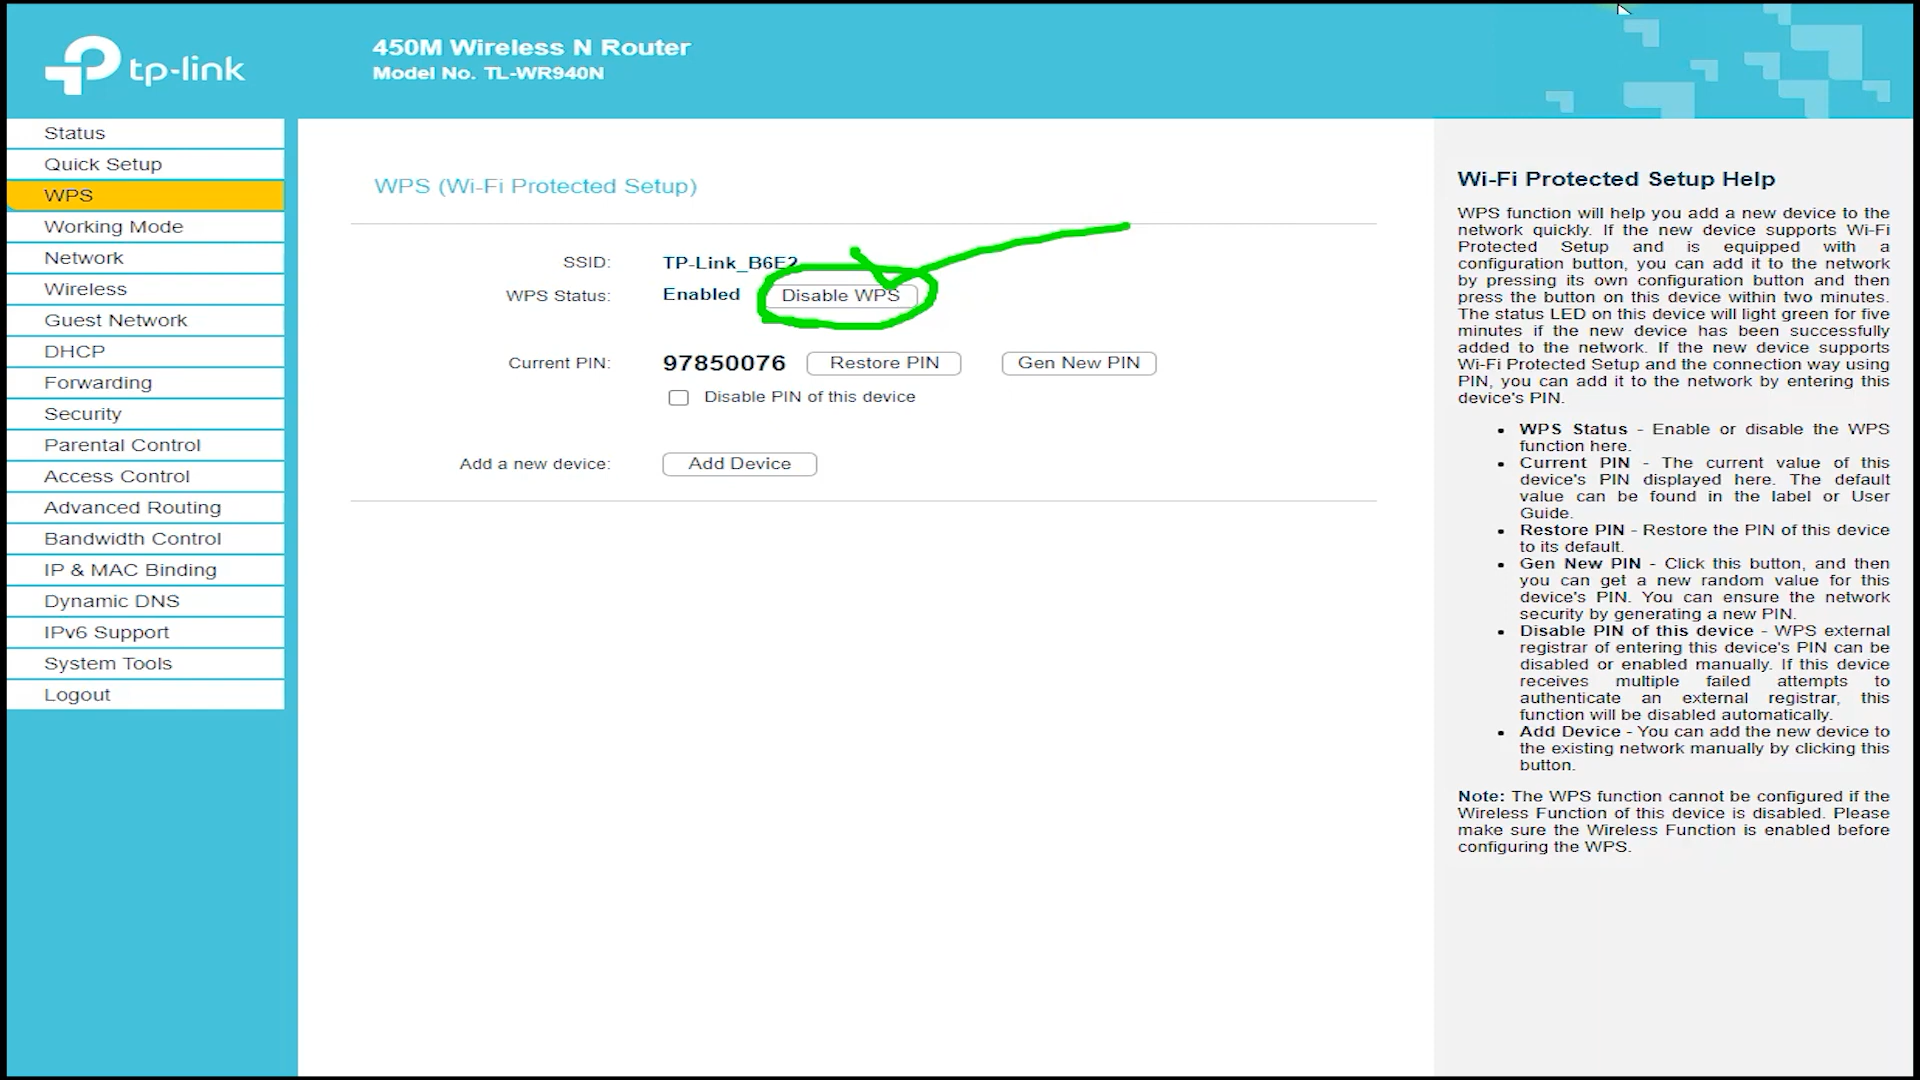 tp-link
450M Wireless N Router
Model No. TL-WR940N
Status
Quick Setup
WPS
Working Mode
Network
Wireless
Guest Network
DHCP
Forwarding
Security
Parental Control
Access Control
Advanced Routing
Bandwidth Control
IP & MAC Binding
Dynamic DNS
IPv6 Support
System Tools
Logout
WPS (Wi-Fi Protected Setup)
SSID: TP-Link_B6E2
WPS Status: Enabled Disable WPS
Current PIN: 97850076 Restore PIN Gen New PIN
Disable PIN of this device
Add a new device: Add Device
Wi-Fi Protected Setup Help
WPS function will help you add a new device to the
network quickly. If the new device supports Wi-Fi
Protected Setup and is equipped with a
configuration button, you can add it to the network
by pressing its own configuration button and then
press the button on this device within two minutes.
The status LED on this device will light green for five
minutes if the new device has been successfully
added to the network. If the new device supports
Wi-Fi Protected Setup and the connection way using
PIN, you can add it to the network by entering this
device's PIN.
• WPS Status - Enable or disable the WPS
function here.
• Current PIN - The current value of this
device's PIN displayed here. The default
value can be found in the label or User
Guide.
• Restore PIN - Restore the PIN of this device
to its default.
• Gen New PIN - Click this button, and then
you can get a new random value for this
device's PIN. You can ensure the network
security by generating a new PIN.
• Disable PIN of this device - WPS external
registrar of entering this device's PIN can be
disabled or enabled manually. If this device
receives multiple failed attempts to
authenticate an external registrar, this
function will be disabled automatically.
• Add Device - You can add the new device to
the existing network manually by clicking this
button.
Note: The WPS function cannot be configured if the
Wireless Function of this device is disabled. Please
make sure the Wireless Function is enabled before
configuring the WPS.